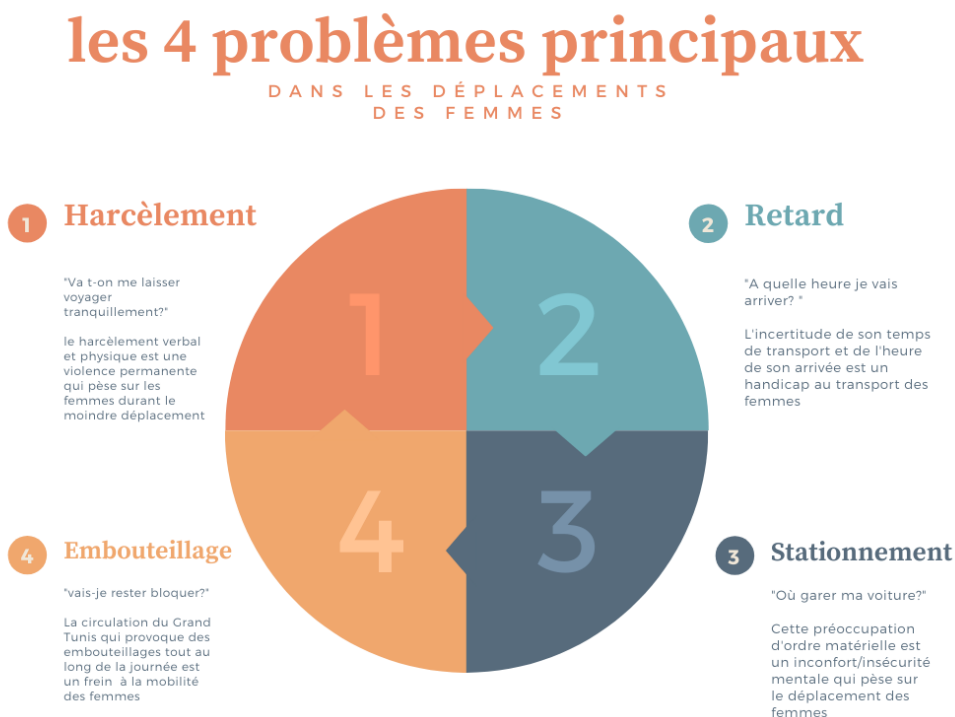 les 4 problèmes principaux
DANS LES DÉPLACEMENTS
DES FEMMES
1
Harcèlement
"Va t-on me laisser
voyager
tranquillement?"
le harcèlement verbal
et physique est une
violence permanente
qui pèse sur les
femmes durant le
moindre déplacement
2
Retard
"A quelle heure je vais
arriver? "
L'incertitude de son temps
de transport et de l'heure
de son arrivée est un
handicap au transport des
femmes
1
2
4
3
4
Embouteillage
"vais-je rester bloquer?"
La circulation du Grand
Tunis qui provoque des
embouteillages tout au
long de la journée est
un frein à la mobilité
des femmes
3
Stationnement
"Où garer ma voiture?"
Cette préoccupation
d'ordre matérielle est
un inconfort/insécurité
mentale qui pèse sur
le déplacement des
femmes